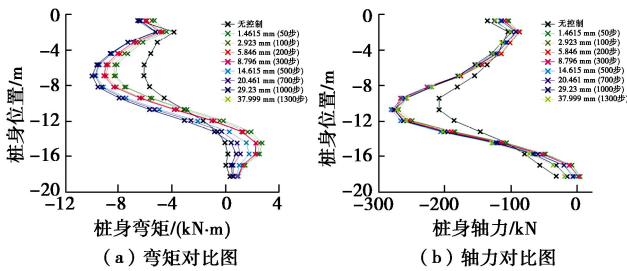 0
-4
-8
-12
-16
-20
桩身位置/m
-12
-8
-4
0
4
桩身弯矩/(kN·m)
无控制
1.4615 mm (50步)
2.923 mm (100步)
5.846 mm (200步)
8.796 mm (300步)
14.615 mm (500步)
20.461 mm (700步)
29.23 mm (1000步)
37.999 mm (1300步)
(a) 弯矩对比图
0
-4
-8
-12
-16
-20
桩身位置/m
-300
-200
-100
0
桩身轴力/kN
无控制
1.4615 mm (50步)
2.923 mm (100步)
5.846 mm (200步)
8.796 mm (300步)
14.615 mm (500步)
20.461 mm (700步)
29.23 mm (1000步)
37.999 mm (1300步)
(b) 轴力对比图